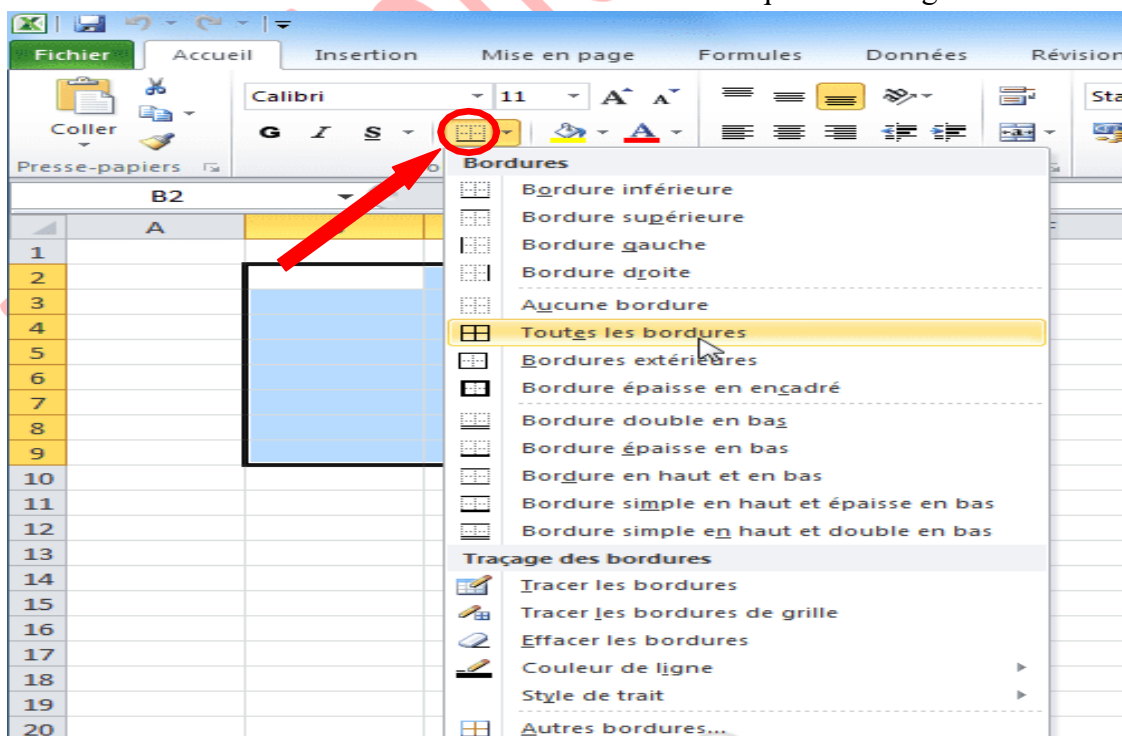 Fichier Accueil Insertion Mise en page Formules Données Révision
Calibri 11 Sta
Coller
G I S A
Presse-papiers
Bordures
B2
Bordure inférieure
Bordure supérieure
Bordure gauche
Bordure droite
Aucune bordure
Toutes les bordures
Bordures extérieures
Bordure épaisse en encadré
Bordure double en bas
Bordure épaisse en bas
Bordure en haut et en bas
Bordure simple en haut et épaisse en bas
Bordure simple en haut et double en bas
Traçage des bordures
Tracer les bordures
Tracer les bordures de grille
Effacer les bordures
Couleur de ligne
Style de trait
Autres bordures...
A
1
2
3
4
5
6
7
8
9
10
11
12
13
14
15
16
17
18
19
20